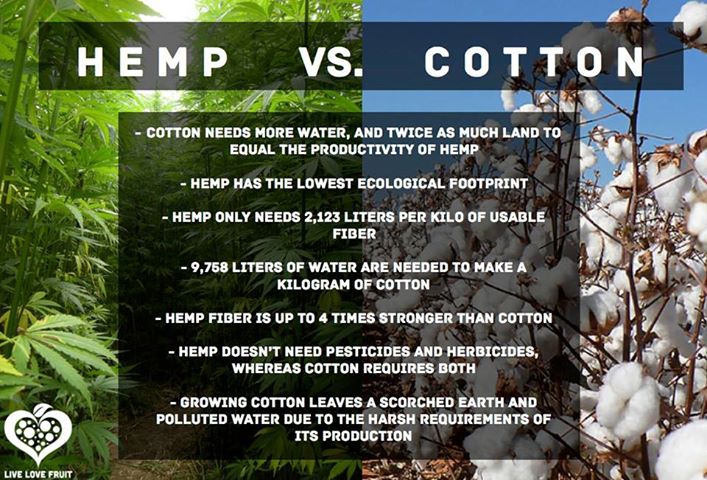 HEMP VS. COTTON
- COTTON NEEDS MORE WATER, AND TWICE AS MUCH LAND TO
EQUAL THE PRODUCTIVITY OF HEMP
- HEMP HAS THE LOWEST ECOLOGICAL FOOTPRINT
- HEMP ONLY NEEDS 2,123 LITERS PER KILO OF USABLE
FIBER
- 9,758 LITERS OF WATER ARE NEEDED TO MAKE A
KILOGRAM OF COTTON
- HEMP FIBER IS UP TO 4 TIMES STRONGER THAN COTTON
- HEMP DOESN'T NEED PESTICIDES AND HERBICIDES,
WHEREAS COTTON REQUIRES BOTH
- GROWING COTTON LEAVES A SCORCHED EARTH AND
POLLUTED WATER DUE TO THE HARSH REQUIREMENTS OF
ITS PRODUCTION
LIVE LOVE FRUIT